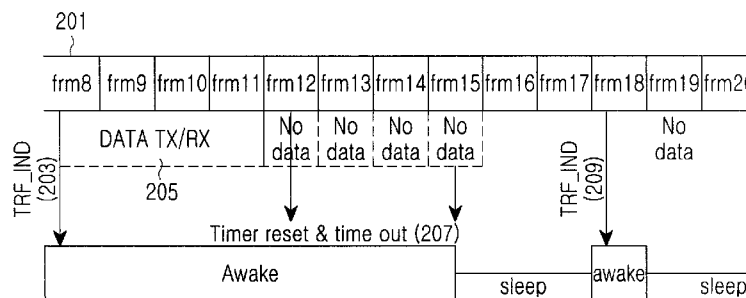 201
frm8 frm9 frm10 frm11 frm12 frm13 frm14 frm15 frm16 frm17 frm18 frm19 frm20
DATA TX/RX
No data
No data
No data
No data
No data
205
TRF_IND
(203)
TRF_IND
(209)
Timer reset & time out (207)
Awake
sleep
awake
sleep